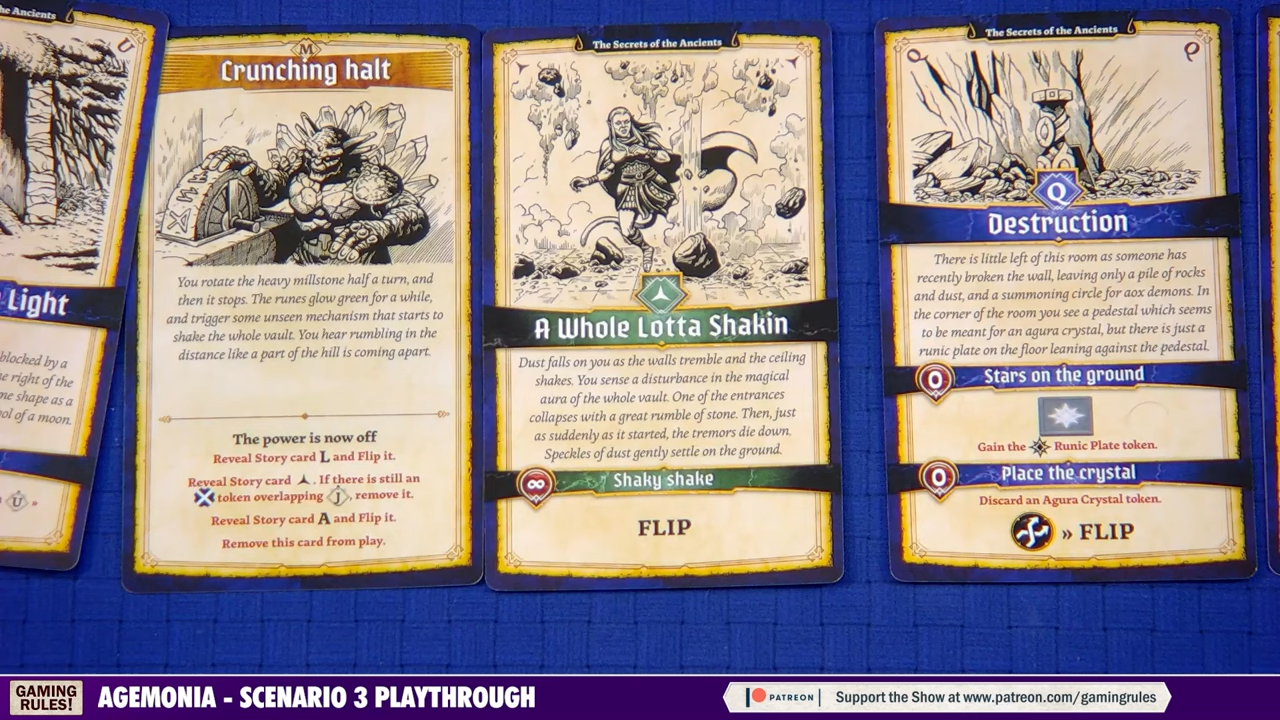 he Ancients
U
Light
blocked by a
e right of the
me shape as a
ool of a moon.
U »
M
Crunching halt
You rotate the heavy millstone half a turn, and
then it stops. The runes glow green for a while,
and trigger some unseen mechanism that starts to
shake the whole vault. You hear rumbling in the
distance like a part of the hill is coming apart.
The power is now off
Reveal Story card L and Flip it.
Reveal Story card . If there is still an
token overlapping J, remove it.
Reveal Story card A and Flip it.
Remove this card from play.
The Secrets of the Ancients
A Whole Lotta Shakin
Dust falls on you as the walls tremble and the ceiling
shakes. You sense a disturbance in the magical
aura of the whole vault. One of the entrances
collapses with a great rumble of stone. Then, just
as suddenly as it started, the tremors die down.
Speckles of dust gently settle on the ground.
∞ Shaky shake
FLIP
The Secrets of the Ancients
Q Q
Q
Destruction
There is little left of this room as someone has
recently broken the wall, leaving only a pile of rocks
and dust, and a summoning circle for aox demons. In
the corner of the room you see a pedestal which seems
to be meant for an agura crystal, but there is just a
runic plate on the floor leaning against the pedestal.
0 Stars on the ground
Gain the Runic Plate token.
0 Place the crystal
Discard an Agura Crystal token.
» FLIP
GAMING
RULES!
AGEMONIA - SCENARIO 3 PLAYTHROUGH
PATREON
Support the Show at www.patreon.com/gamingrules